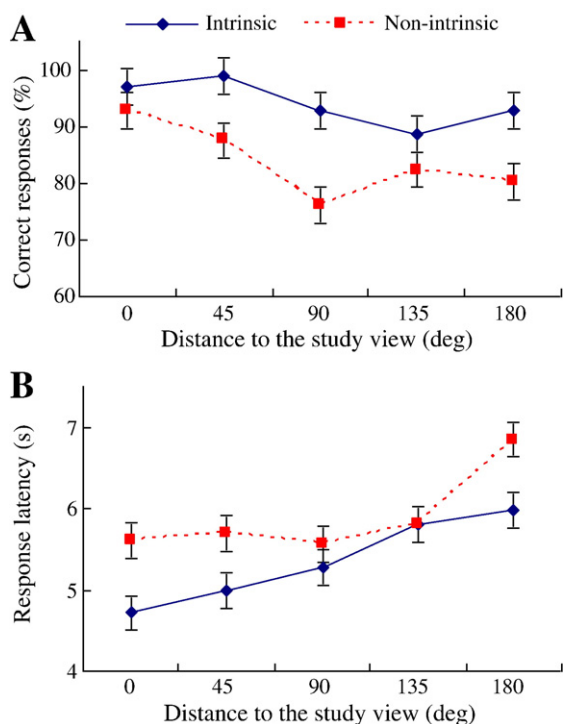 A
Intrinsic
Non-intrinsic
Correct responses (%)
100
90
80
70
60
0 45 90 135 180
Distance to the study view (deg)
B
Response latency (s)
7
6
5
4
0 45 90 135 180
Distance to the study view (deg)